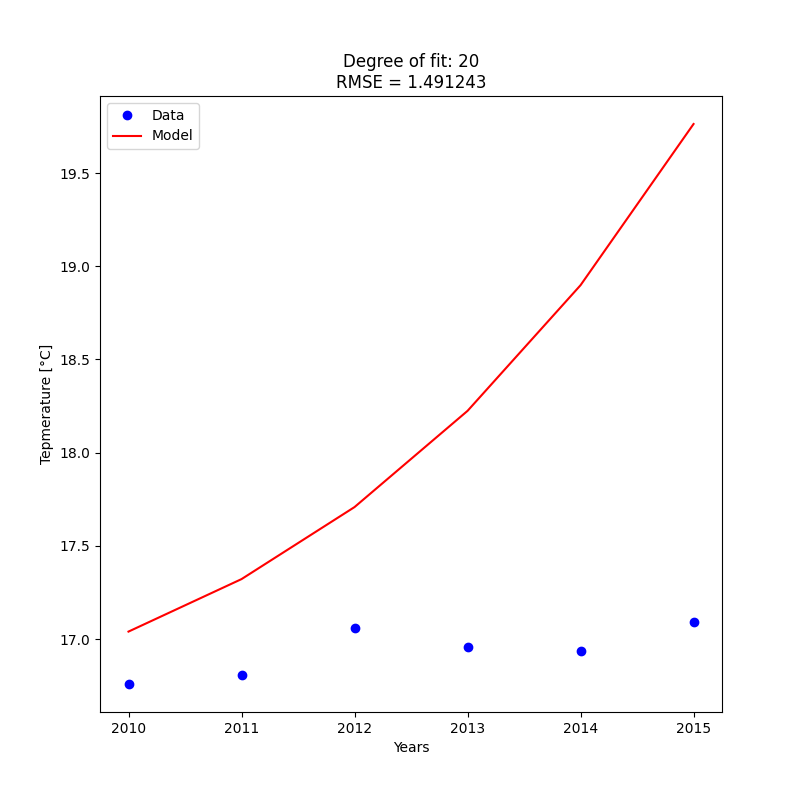 Degree of fit: 20
RMSE = 1.491243
Data
Model
19.5
19.0
18.5
18.0
17.5
17.0
Tepmerature [°C]
2010 2011 2012 2013 2014 2015
Years